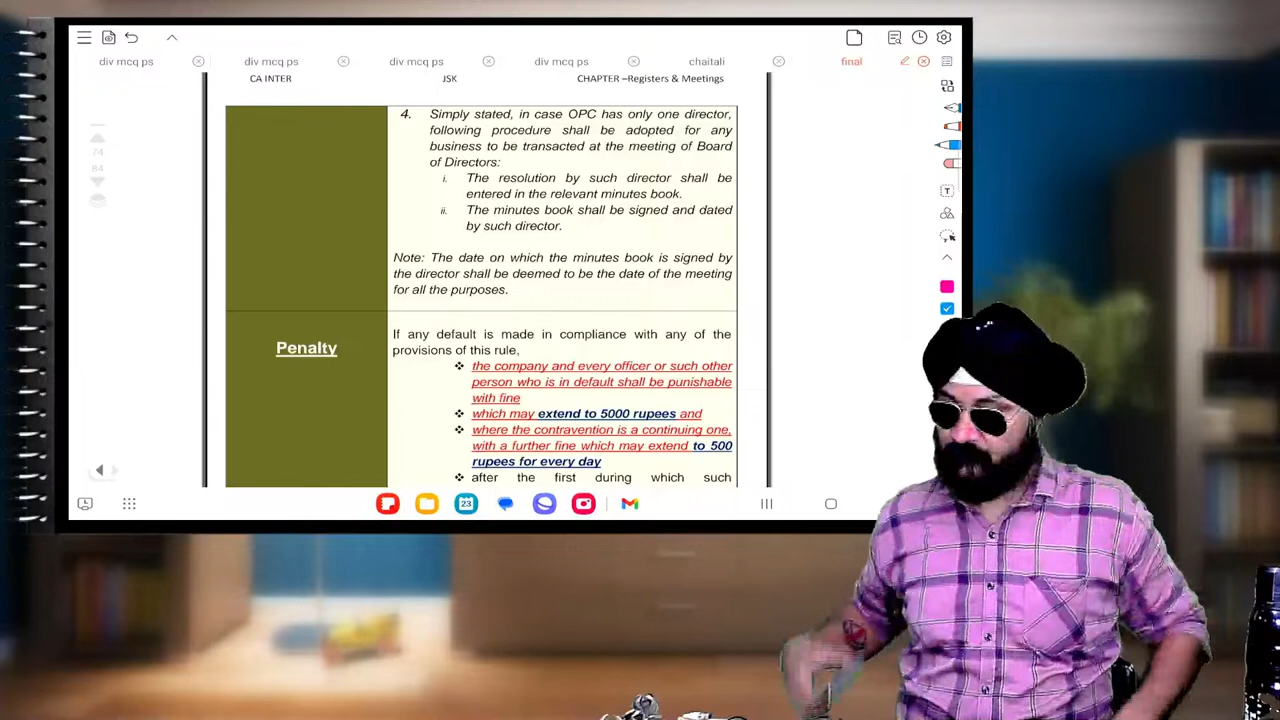 div mcq ps
div mcq ps
div mcq ps
div mcq ps
chaitali
final
CA INTER
JSK
CHAPTER –Registers & Meetings
74
84
4. Simply stated, in case OPC has only one director,
following procedure shall be adopted for any
business to be transacted at the meeting of Board
of Directors:
i. The resolution by such director shall be
entered in the relevant minutes book.
ii. The minutes book shall be signed and dated
by such director.
Note: The date on which the minutes book is signed by
the director shall be deemed to be the date of the meeting
for all the purposes.
Penalty
If any default is made in compliance with any of the
provisions of this rule,
❖ the company and every officer or such other
person who is in default shall be punishable
with fine
❖ which may extend to 5000 rupees and
❖ where the contravention is a continuing one,
with a further fine which may extend to 500
rupees for every day
❖ after the first during which such
T
23